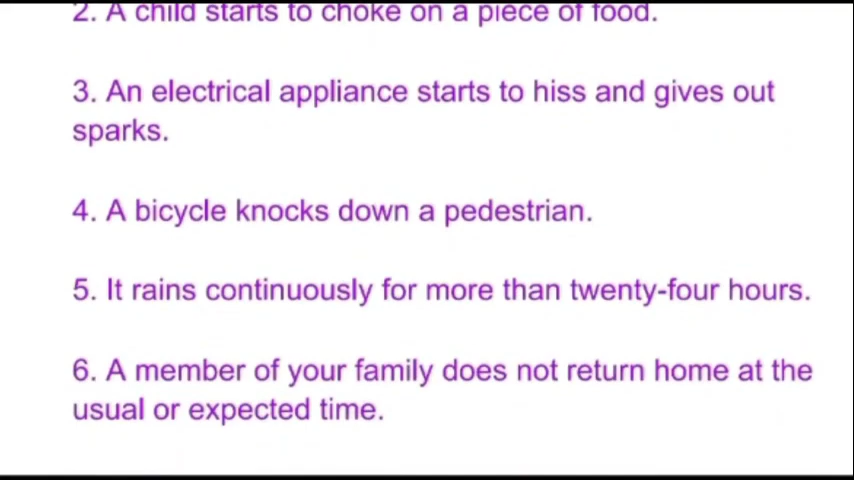 2. A child starts to choke on a piece of food.
3. An electrical appliance starts to hiss and gives out
sparks.
4. A bicycle knocks down a pedestrian.
5. It rains continuously for more than twenty-four hours.
6. A member of your family does not return home at the
usual or expected time.